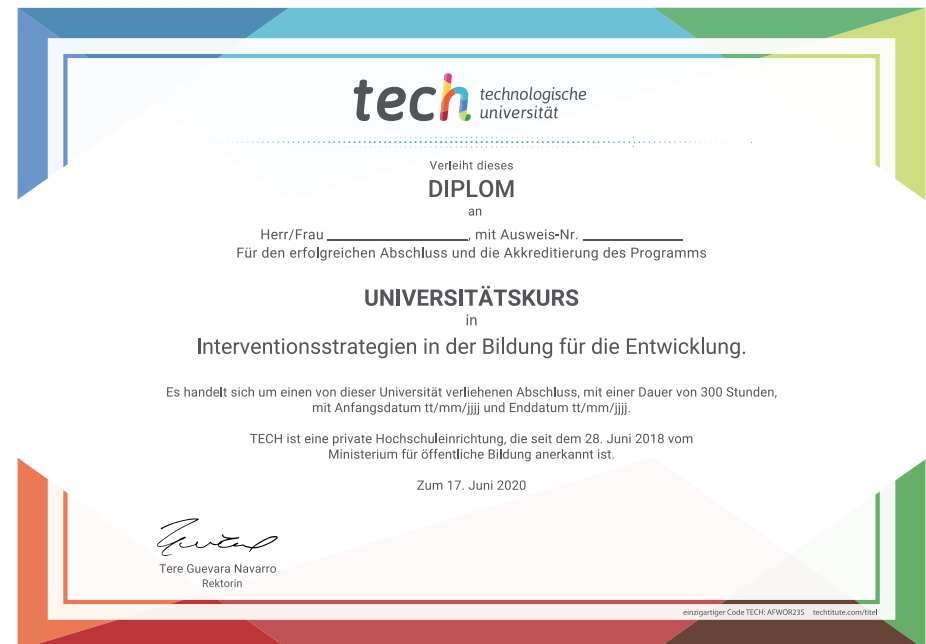 tech technologische
universität
Verleiht dieses
DIPLOM
an
Herr/Frau ____________, mit Ausweis-Nr. ____________
Für den erfolgreichen Abschluss und die Akkreditierung des Programms
UNIVERSITÄTSKURS
in
Interventionsstrategien in der Bildung für die Entwicklung.
Es handelt sich um einen von dieser Universität verliehenen Abschluss, mit einer Dauer von 300 Stunden,
mit Anfangsdatum tt/mm/jjjj und Enddatum tt/mm/jjjj.
TECH ist eine private Hochschuleinrichtung, die seit dem 28. Juni 2018 vom
Ministerium für öffentliche Bildung anerkannt ist.
Zum 17. Juni 2020
Tere Guevara Navarro
Rektorin
einzigartiger Code TECH: AFWOR23S techtitute.com/titel